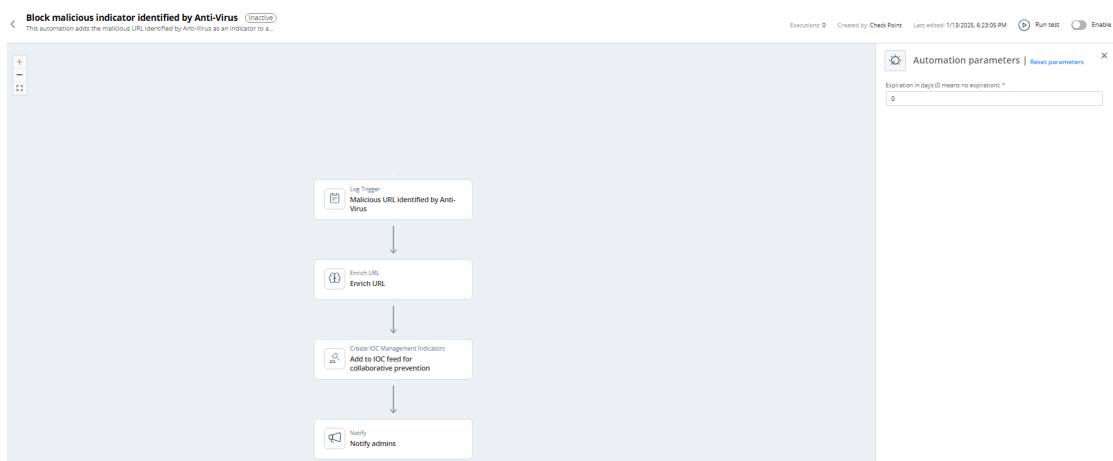 Block malicious indicator identified by Anti-Virus Inactive
This automation adds the malicious URL identified by Anti-Virus as an indicator to a...
Executions: 0 Created by: Check Point Last edited: 1/13/2025, 6:23:05 PM Run test Enable
Automation parameters | Reset parameters
Expiration in days (0 means no expiration): *
0
Log Trigger
Malicious URL identified by Anti-
Virus
Enrich URL
Enrich URL
Create IOC Management Indicators
Add to IOC feed for
collaborative prevention
Notify
Notify admins